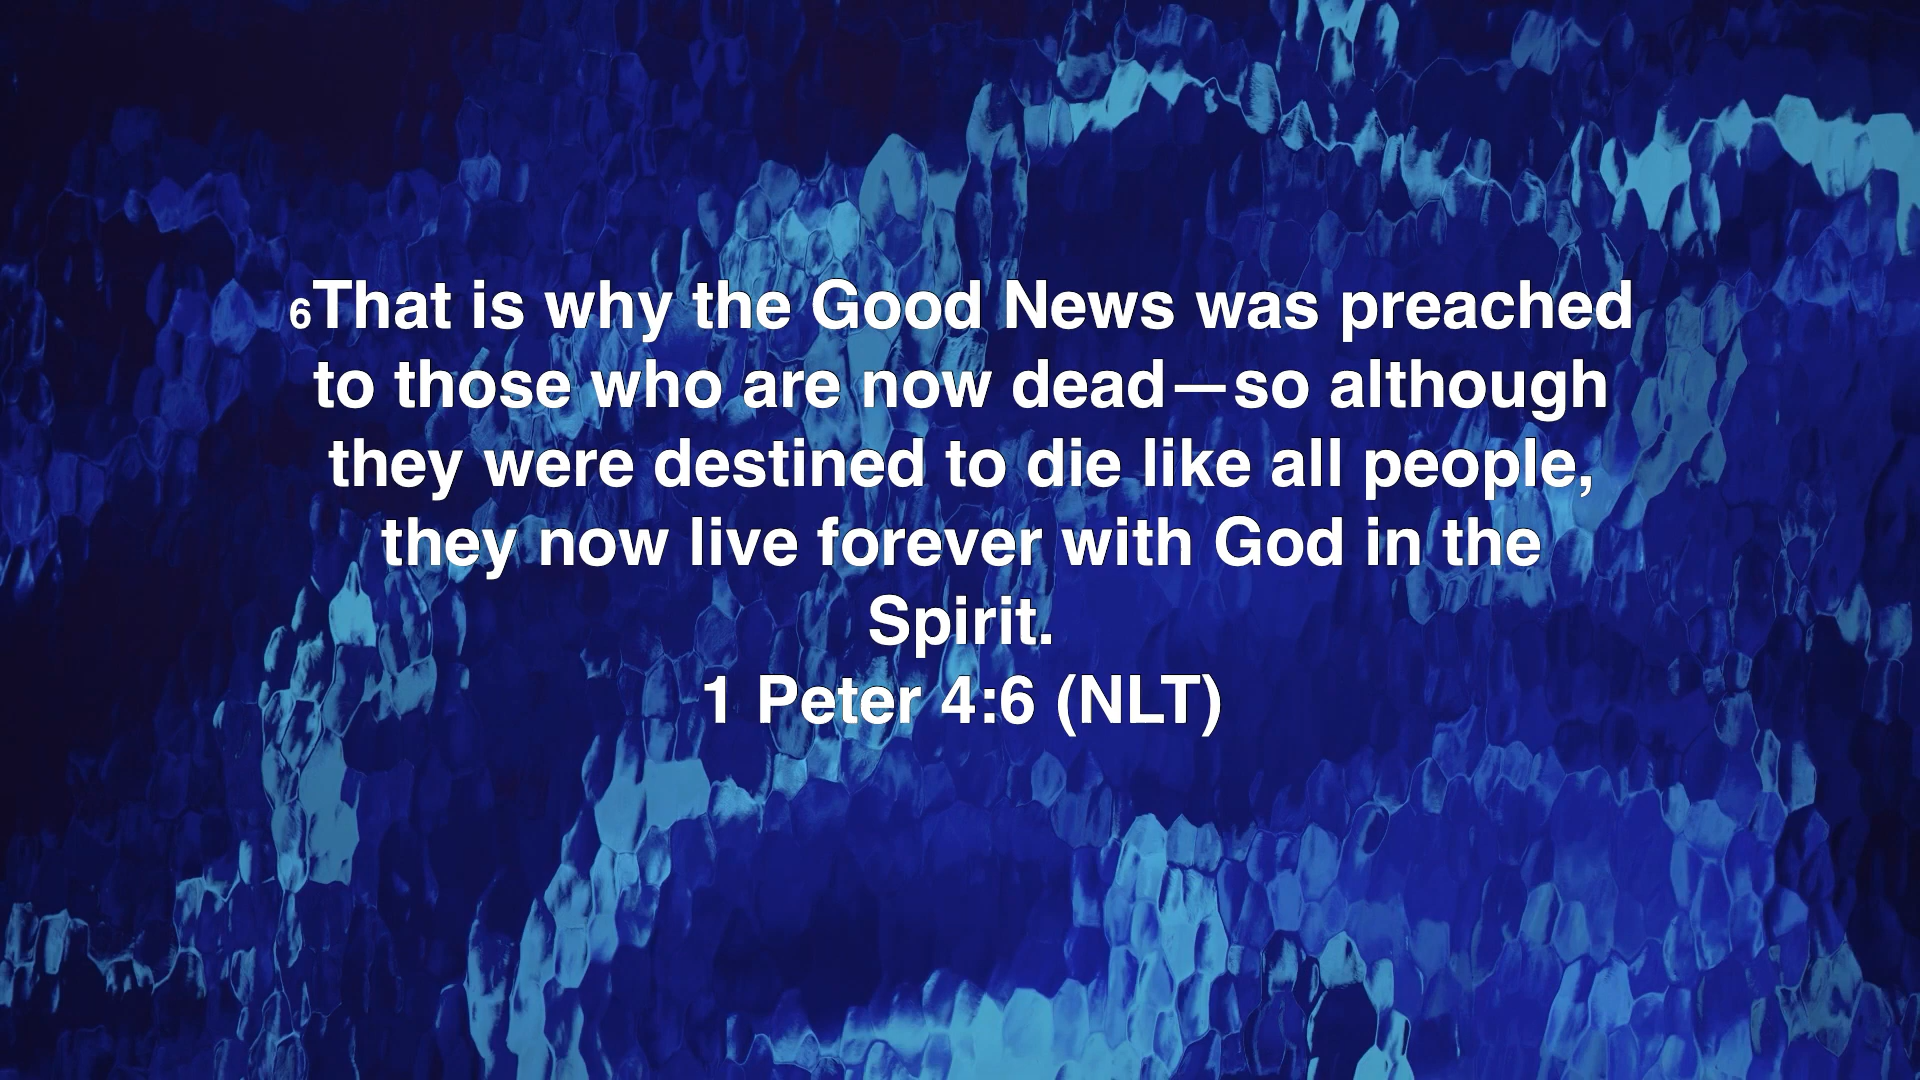 6That is why the Good News was preached
to those who are now dead—so although
they were destined to die like all people,
they now live forever with God in the
Spirit.
1 Peter 4:6 (NLT)